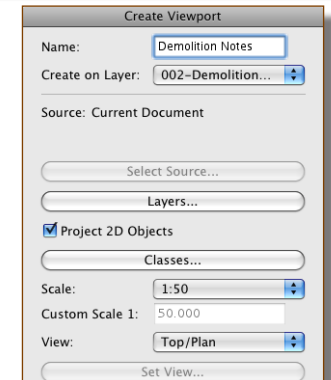 Create Viewport
Name: Demolition Notes
Create on Layer: 002-Demolition...
Source: Current Document
Select Source...
Layers...
Project 2D Objects
Classes...
Scale: 1:50
Custom Scale 1: 50.000
View: Top/Plan
Set View...